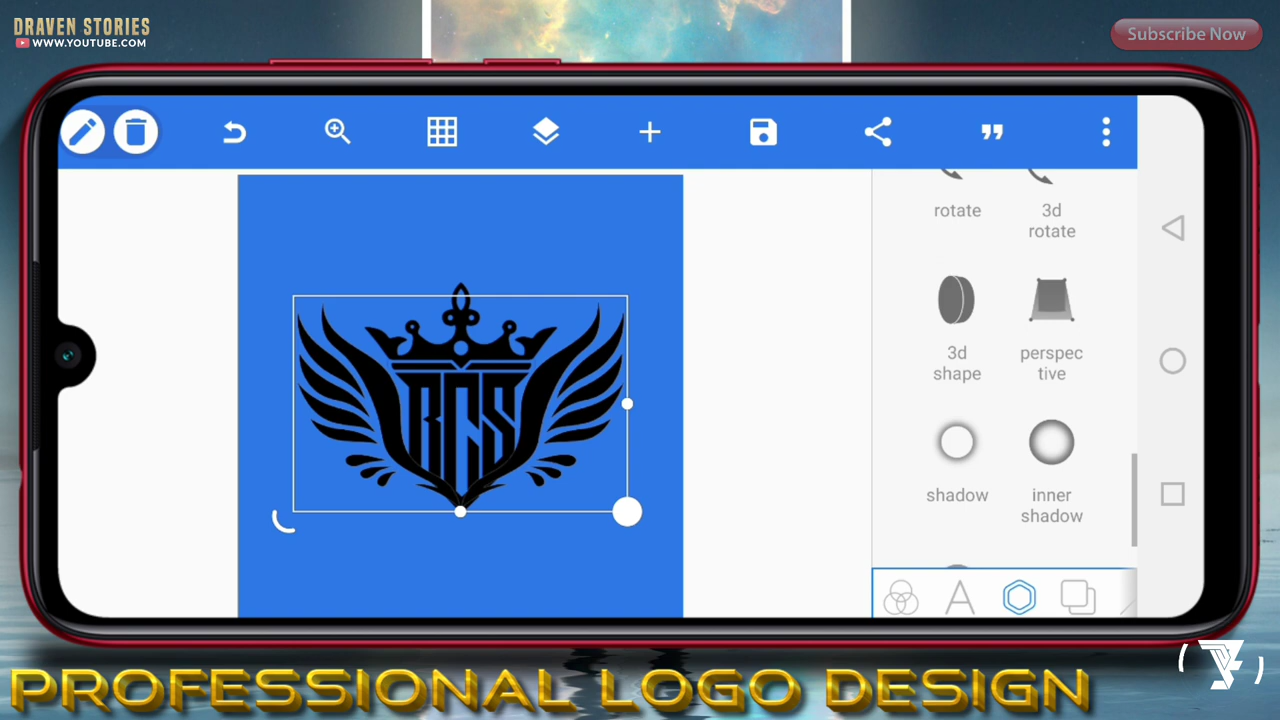 DRAVEN STORIES
WWW.YOUTUBE.COM
Subscribe Now
rotate
3d
rotate
3d
shape
perspec
tive
shadow
inner
shadow
BCS
PROFESSIONAL LOGO DESIGN